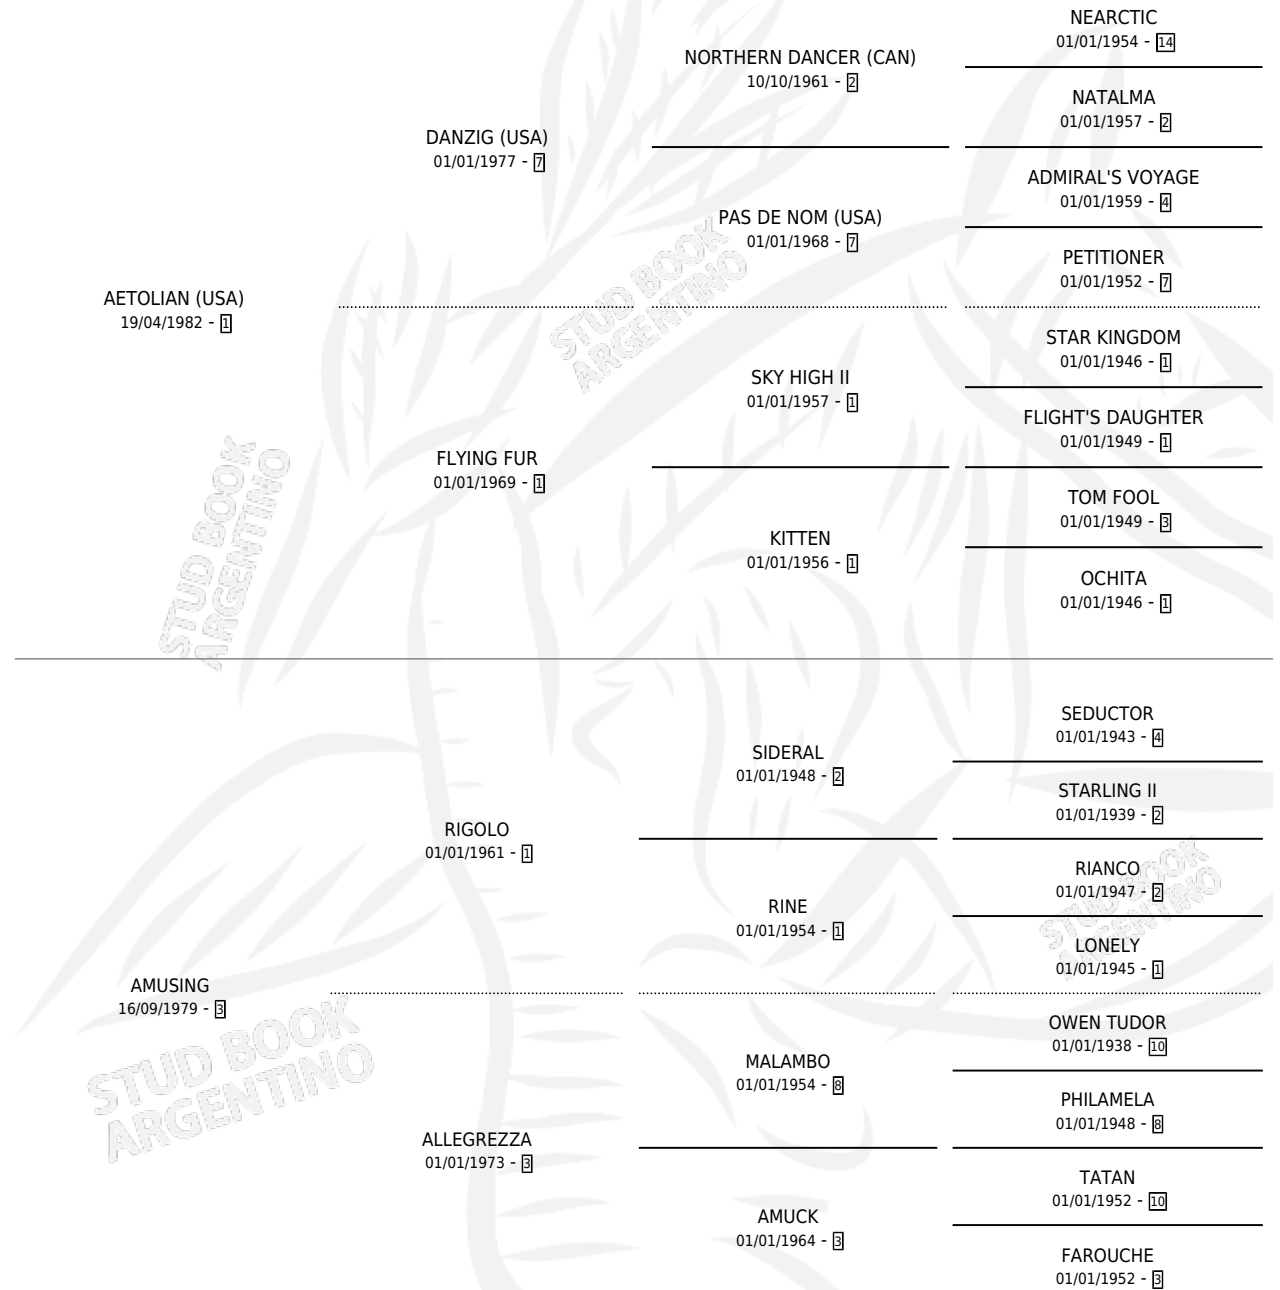 NEARCTIC
01/01/1954 - 14
NORTHERN DANCER (CAN)
10/10/1961 - 2
NATALMA
01/01/1957 - 2
DANZIG (USA)
01/01/1977 - 7
ADMIRAL'S VOYAGE
01/01/1959 - 4
PAS DE NOM (USA)
01/01/1968 - 7
PETITIONER
01/01/1952 - 7
AETOLIAN (USA)
19/04/1982 - 1
STUD BOOK
ARGENTINO
STAR KINGDOM
01/01/1946 - 1
SKY HIGH II
01/01/1957 - 1
FLIGHT'S DAUGHTER
01/01/1949 - 1
FLYING FUR
01/01/1969 - 1
TOM FOOL
01/01/1949 - 3
KITTEN
01/01/1956 - 1
OCHITA
01/01/1946 - 1
STUD BOOK
ARGENTINO
SEDUCTOR
01/01/1943 - 4
SIDERAL
01/01/1948 - 2
STARLING II
01/01/1939 - 2
RIGOLO
01/01/1961 - 1
RIANCO
01/01/1947 - 2
RINE
01/01/1954 - 1
LONELY
01/01/1945 - 1
STUD BOOK
ARGENTINO
AMUSING
16/09/1979 - 3
STUD BOOK
ARGENTINO
OWEN TUDOR
01/01/1938 - 10
MALAMBO
01/01/1954 - 8
PHILAMELA
01/01/1948 - 8
ALLEGREZZA
01/01/1973 - 3
TATAN
01/01/1952 - 10
AMUCK
01/01/1964 - 3
FAROUCHE
01/01/1952 - 3